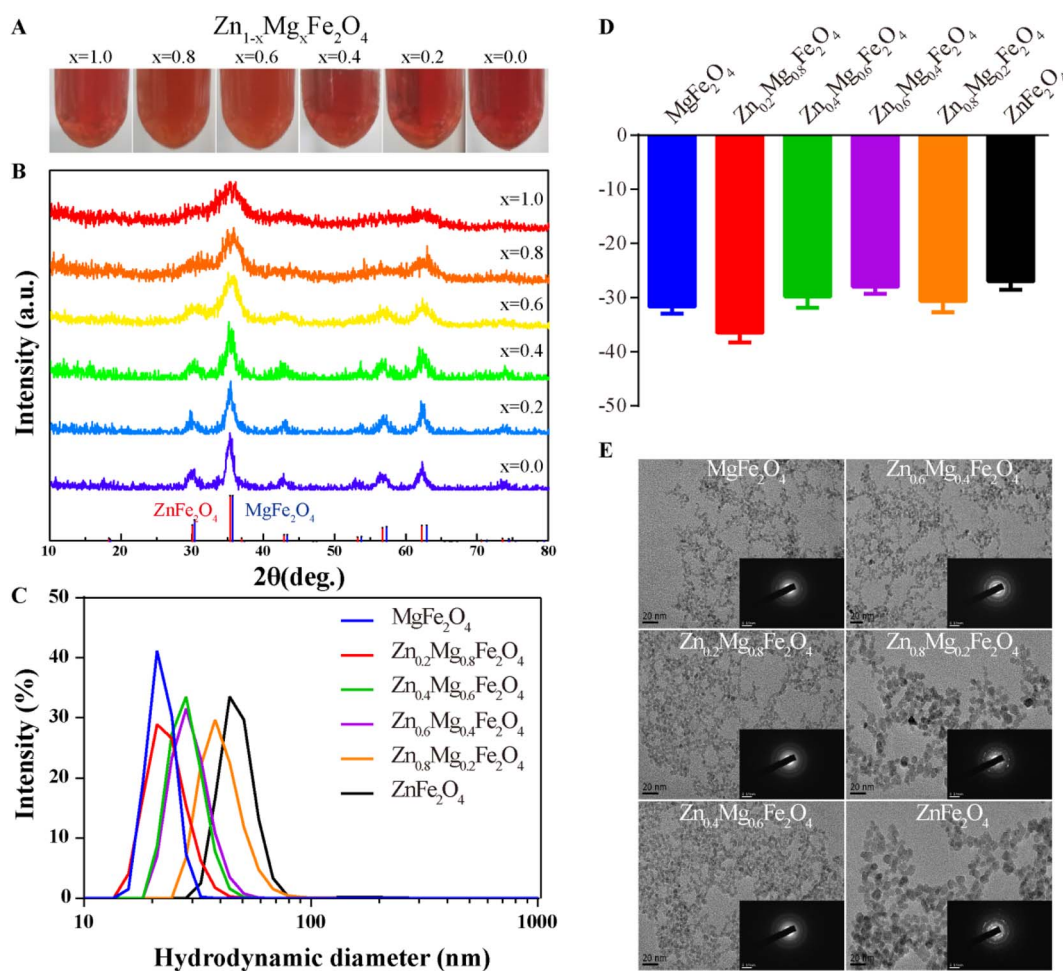 A
Zn₁₋ₓMgₓFe₂O₄
x=1.0 x=0.8 x=0.6 x=0.4 x=0.2 x=0.0
B
Intensity (a.u.)
x=1.0
x=0.8
x=0.6
x=0.4
x=0.2
x=0.0
ZnFe₂O₄ MgFe₂O₄
10 20 30 40 50 60 70 80
2θ(deg.)
C
Intensity (%)
50
40
30
20
10
0
MgFe₂O₄
Zn₀.₂Mg₀.₈Fe₂O₄
Zn₀.₄Mg₀.₆Fe₂O₄
Zn₀.₆Mg₀.₄Fe₂O₄
Zn₀.₈Mg₀.₂Fe₂O₄
ZnFe₂O₄
10 100 1000
Hydrodynamic diameter (nm)
D
MgFe₂O₄
Zn₀.₂Mg₀.₈Fe₂O₄
Zn₀.₄Mg₀.₆Fe₂O₄
Zn₀.₆Mg₀.₄Fe₂O₄
Zn₀.₈Mg₀.₂Fe₂O₄
ZnFe₂O₄
0
-10
-20
-30
-40
-50
E
MgFe₂O₄
20 nm
Zn₀.₆Mg₀.₄Fe₂O₄
20 nm
Zn₀.₂Mg₀.₈Fe₂O₄
20 nm
Zn₀.₈Mg₀.₂Fe₂O₄
20 nm
Zn₀.₄Mg₀.₆Fe₂O₄
20 nm
ZnFe₂O₄
20 nm